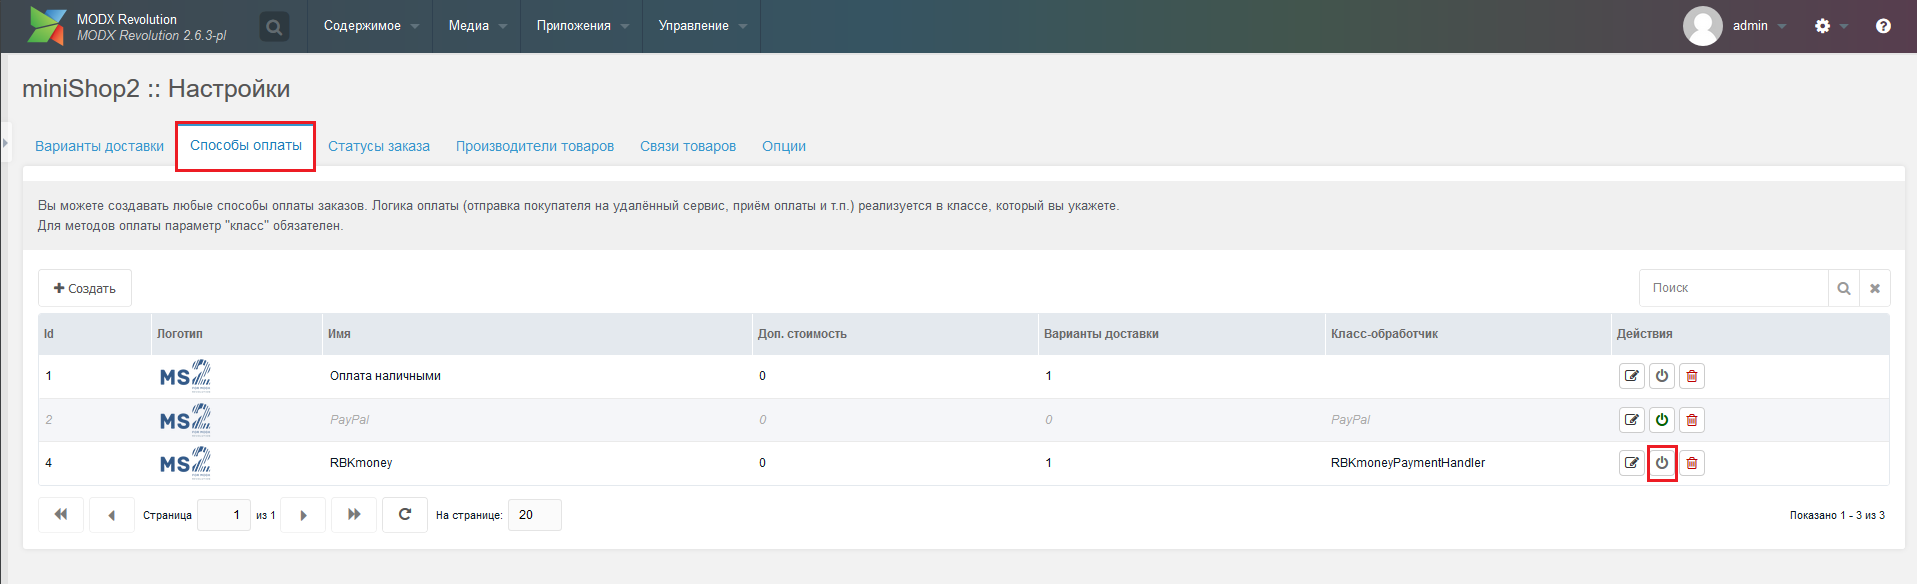 MODX Revolution
MODX Revolution 2.6.3-pl
Содержимое
Медиа
Приложения
Управление
admin
miniShop2 :: Настройки
Варианты доставки
Способы оплаты
Статусы заказа
Производители товаров
Связи товаров
Опции
Вы можете создавать любые способы оплаты заказов. Логика оплаты (отправка покупателя на удалённый сервис, приём оплаты и т.п.) реализуется в классе, который вы укажете.
Для методов оплаты параметр "класс" обязателен.
Создать
Поиск
Id Логотип Имя Доп. стоимость Варианты доставки Класс-обработчик Действия
1 MS2 Оплата наличными 0 1
2 MS2 PayPal 0 0 PayPal
4 MS2 RBKmoney 0 1 RBKmoneyPaymentHandler
Страница 1 из 1 На странице: 20 Показано 1 - 3 из 3